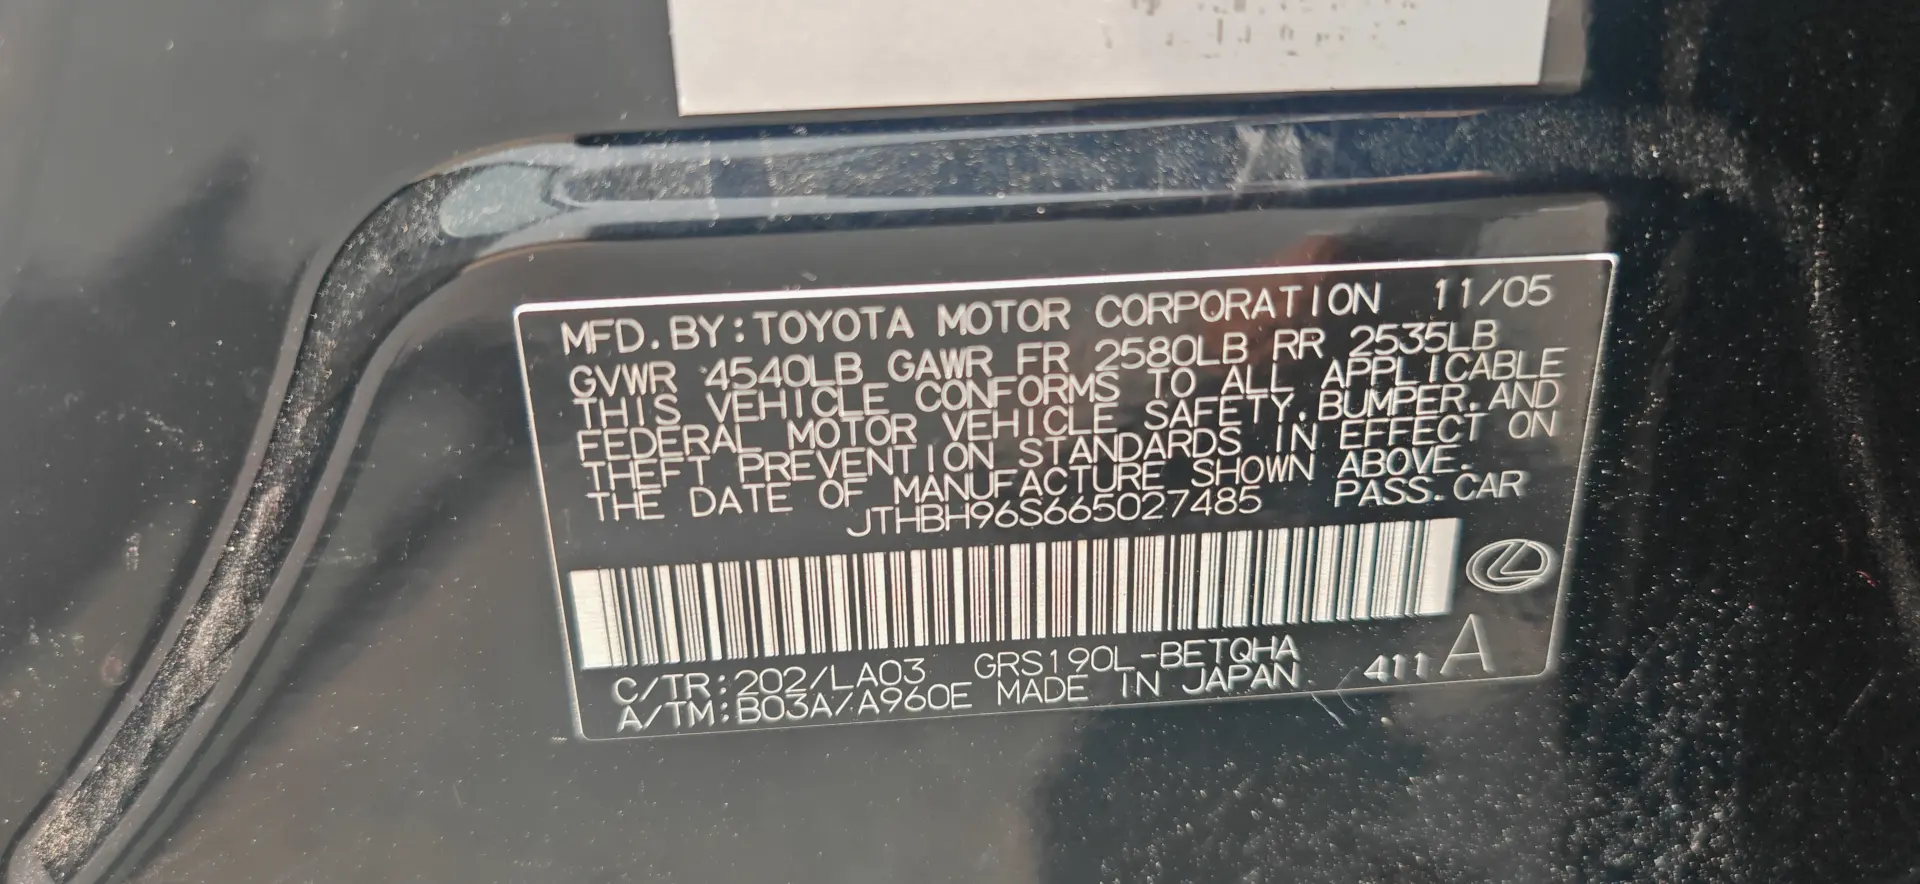 MFD. BY: TOYOTA MOTOR CORPORATION 11/05
GVWR 4540LB GAWR FR 2580LB RR 2535LB
THIS VEHICLE CONFORMS TO ALL APPLICABLE
FEDERAL MOTOR VEHICLE SAFETY, BUMPER, AND
THEFT PREVENTION STANDARDS IN EFFECT ON
THE DATE OF MANUFACTURE SHOWN ABOVE.
JTHBH96S665027485 PASS. CAR
C/TR: 202/LA03 GRS190L-BETQHA
A/TM: B03A/A960E MADE IN JAPAN 411 A